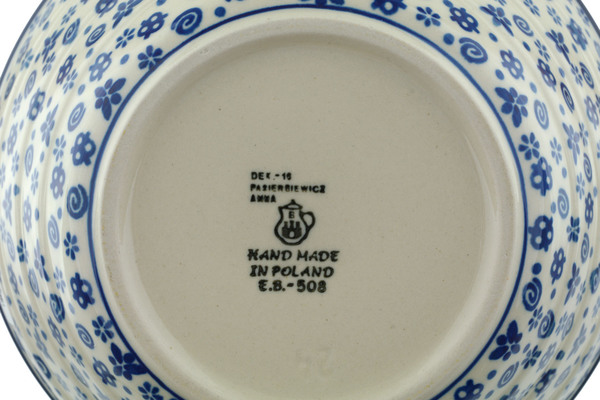 DEK.-16
PASIERBIEWICZ
ANNA
B
HAND MADE
IN POLAND
E.B.-508